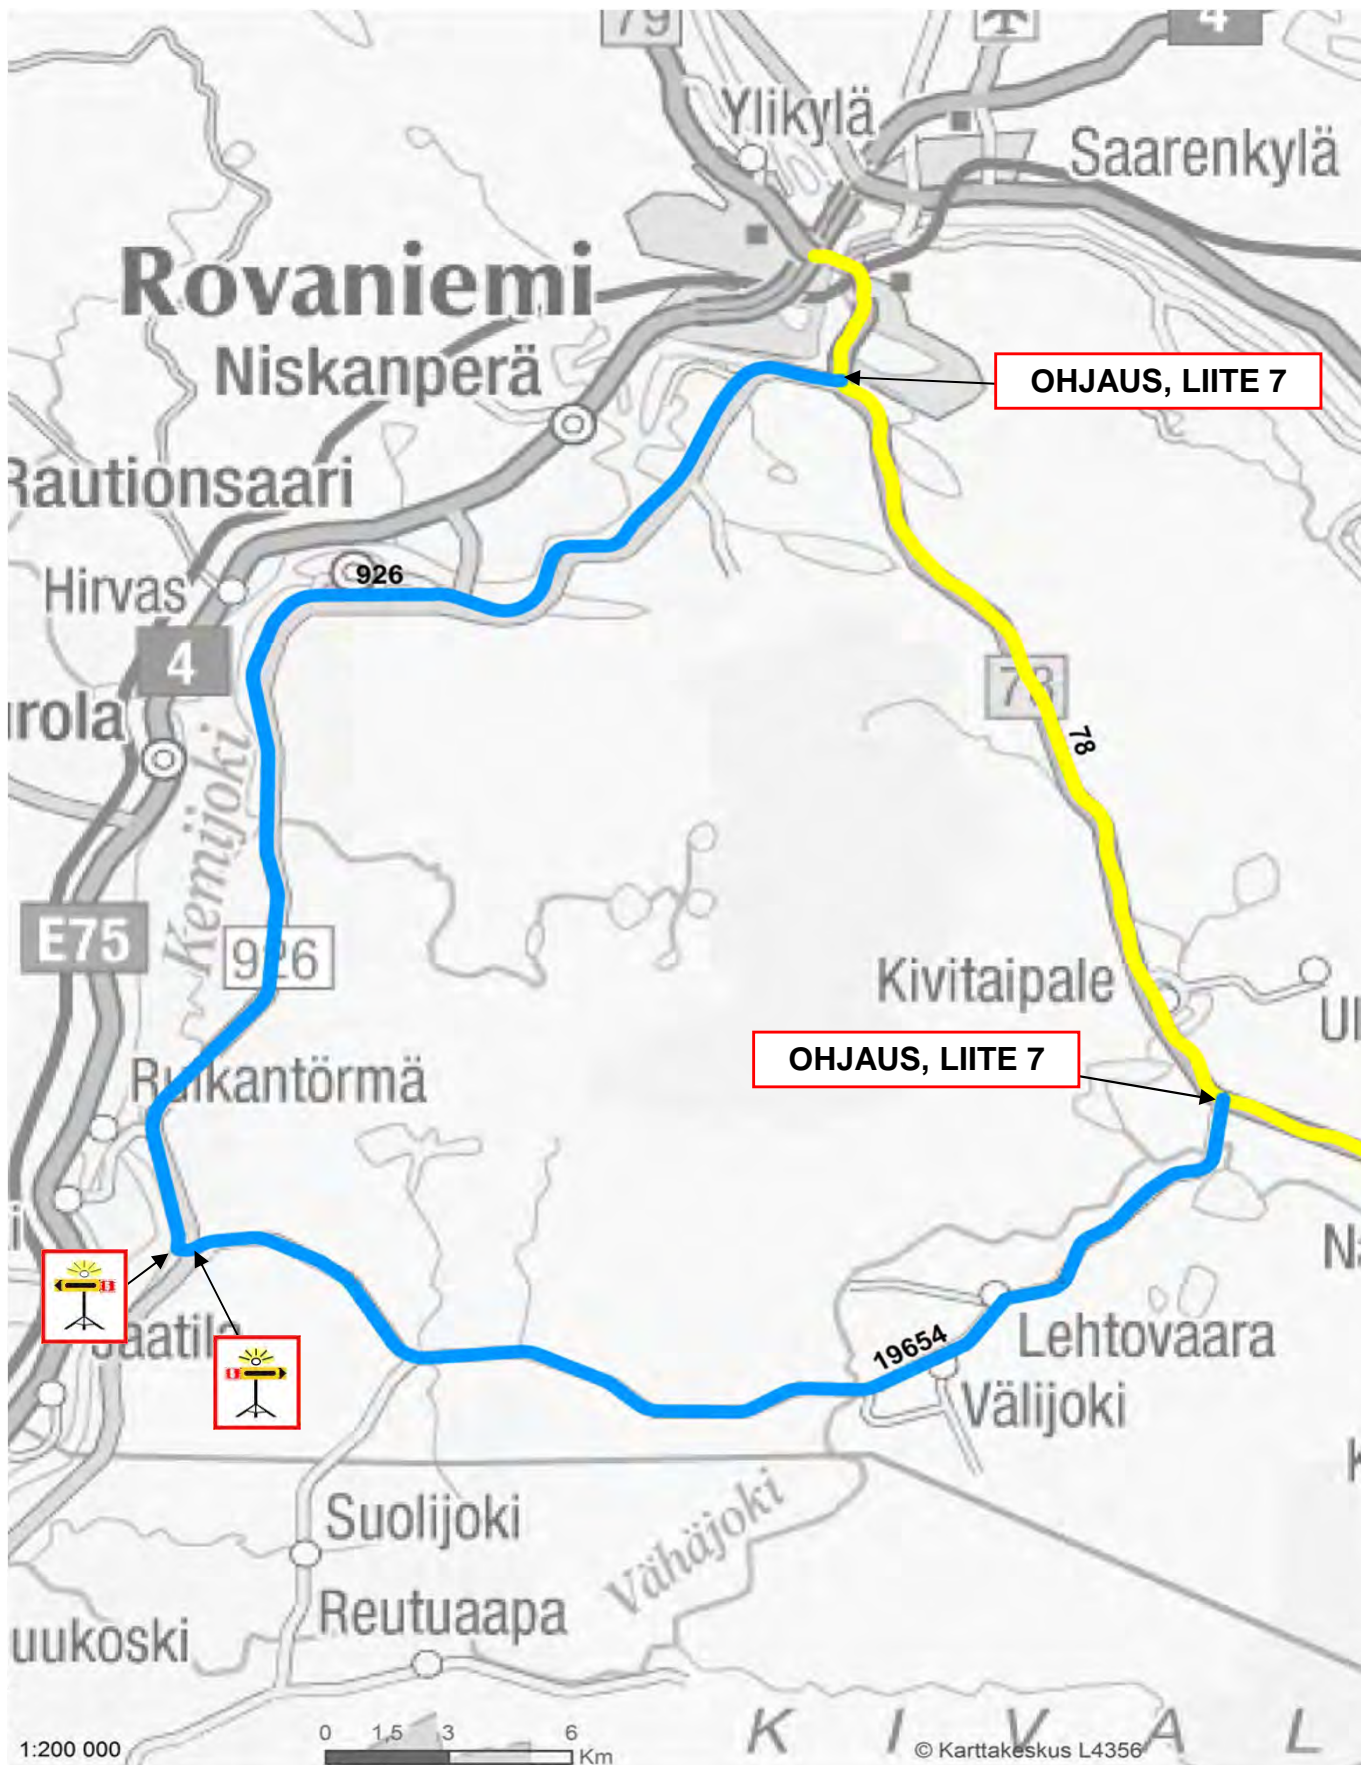 79
4
Ylikylä
Saarenkylä
Rovaniemi
Niskanperä
OHJAUS, LIITE 7
Rautionsaari
Hirvas
926
4
78
78
Kemijoki
E75
926
Kivitaipale
OHJAUS, LIITE 7
Ruikantörmä
Jaatila
19654
Lehtovaara
Välijoki
Suolijoki
Vähäjoki
Reutuaapa
uukoski
K I V A L
0 1,5 3 6
Km
1:200 000
© Karttakeskus L4356